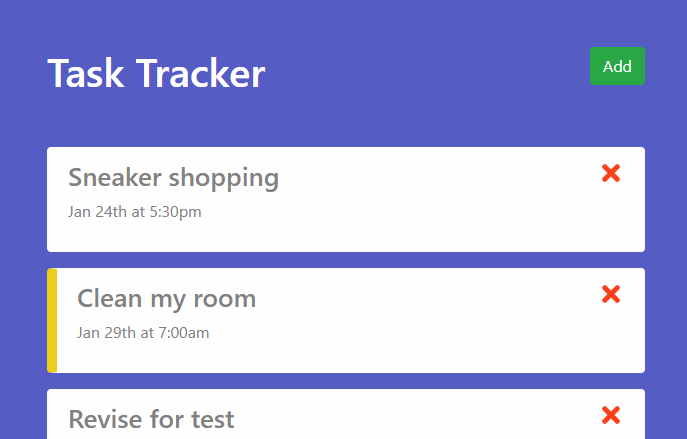 Task Tracker
Add
Sneaker shopping
Jan 24th at 5:30pm
Clean my room
Jan 29th at 7:00am
Revise for test